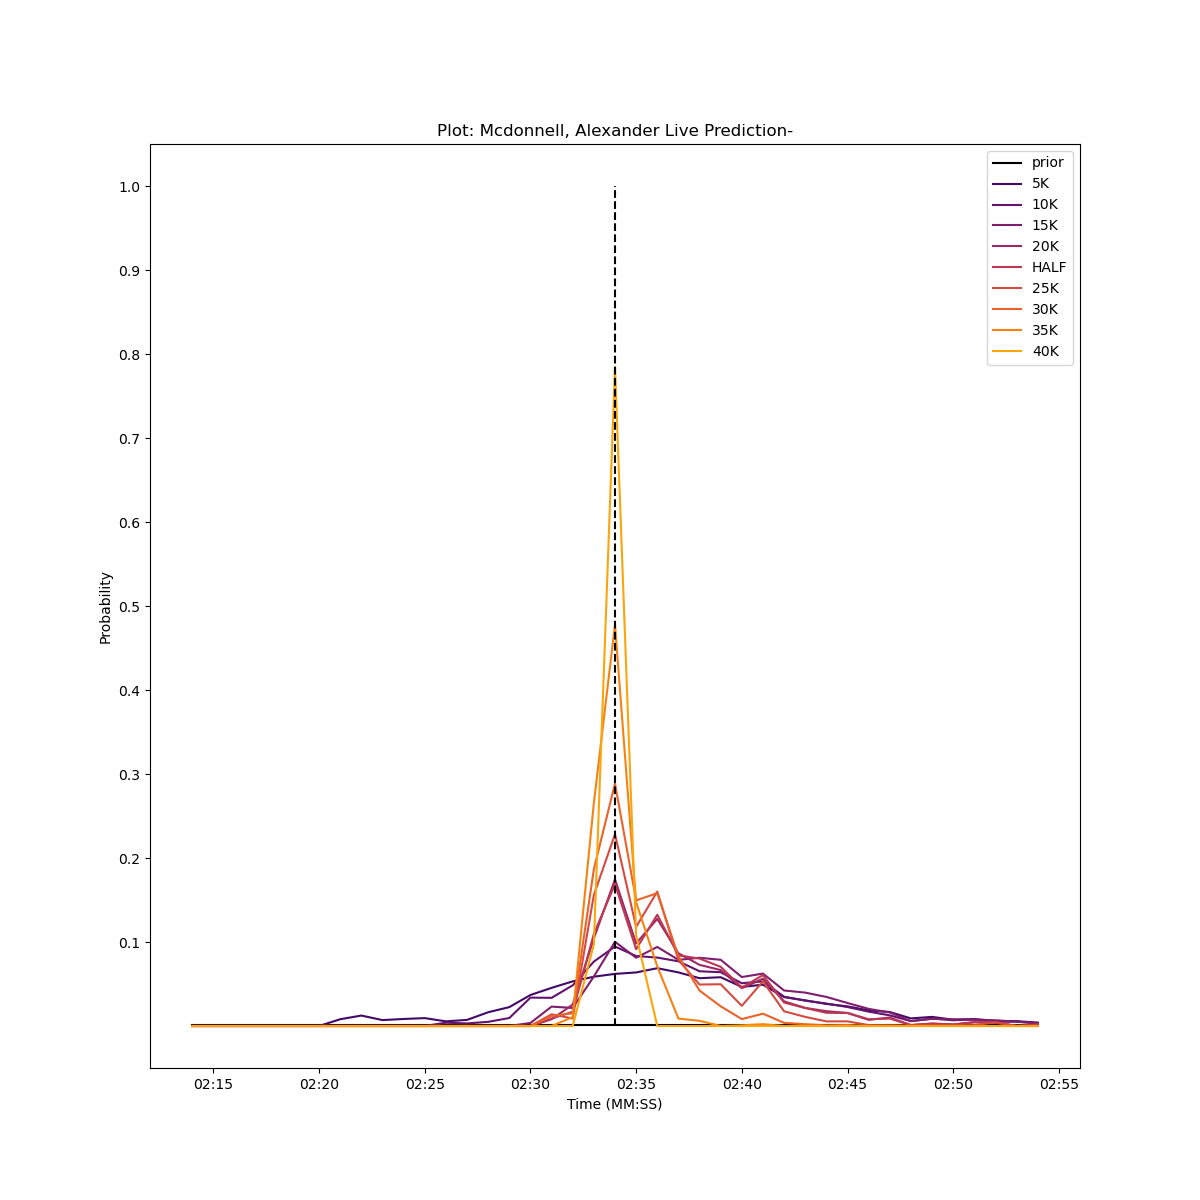 Plot: Mcdonnell, Alexander Live Prediction-
prior
5K
10K
15K
20K
HALF
25K
30K
35K
40K
1.0
0.9
0.8
0.7
0.6
0.5
0.4
0.3
0.2
0.1
Probability
02:15 02:20 02:25 02:30 02:35 02:40 02:45 02:50 02:55
Time (MM:SS)